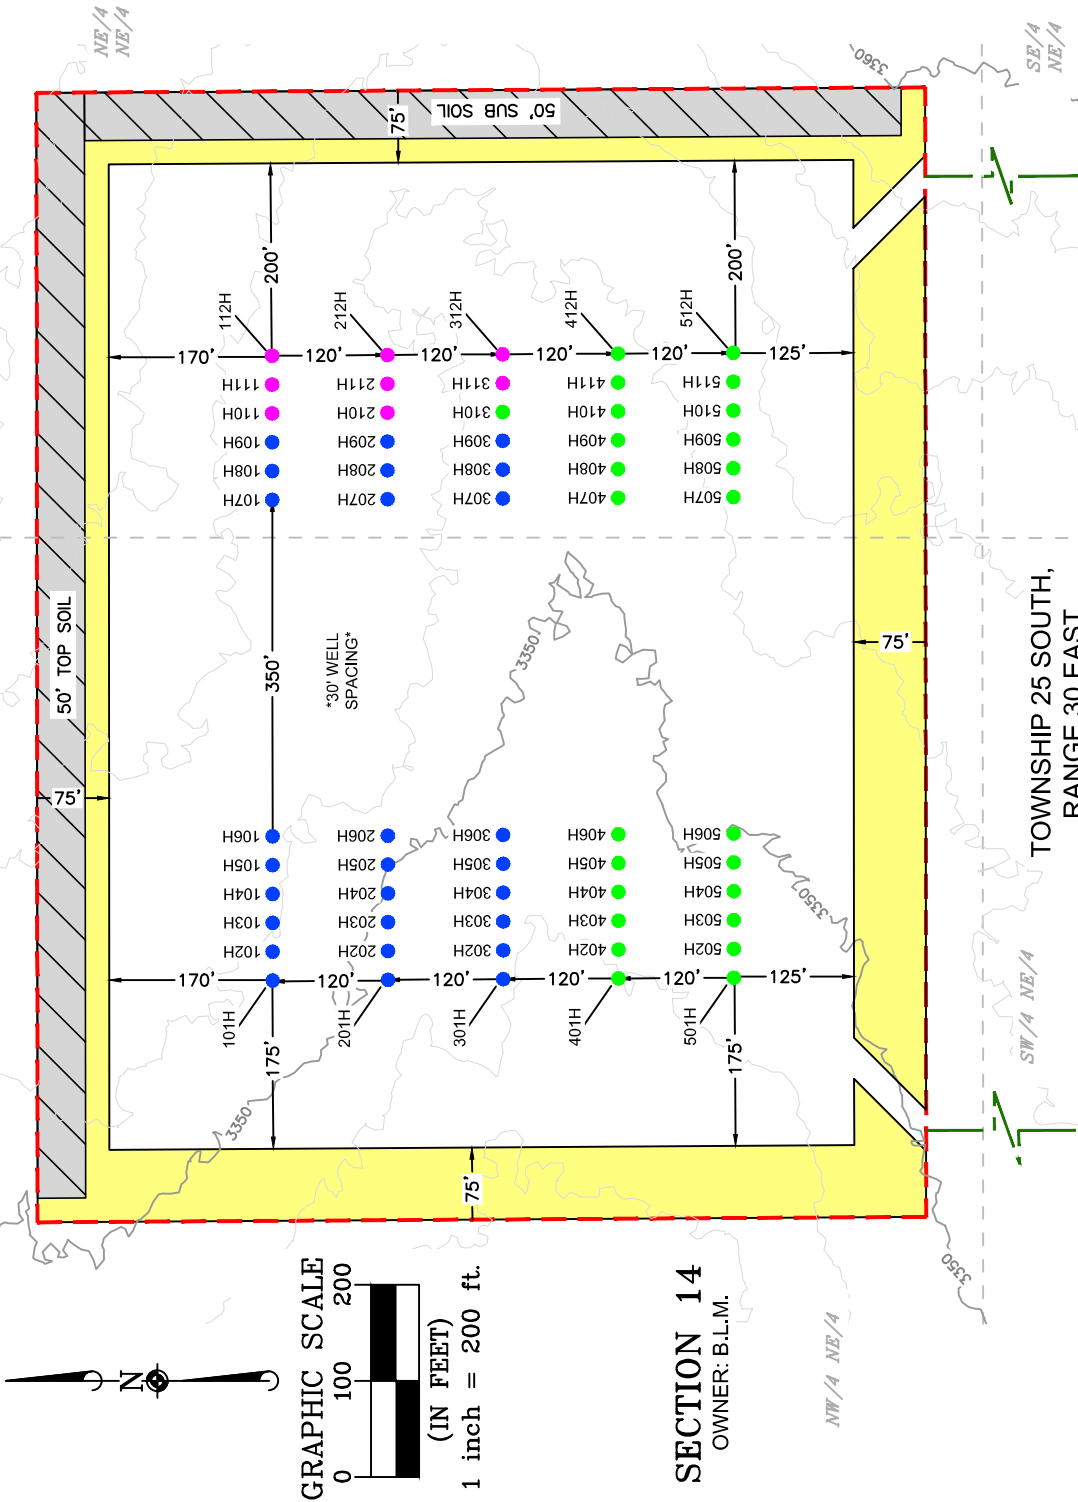 NE/4
NE/4
SE/4
NE/4
3360
50' SUB SOIL
75'
200'
200'
112H
212H
312H
412H
512H
170'
120'
120'
120'
120'
125'
111H
211H
311H
411H
511H
110H
210H
310H
410H
510H
109H
209H
309H
409H
509H
108H
208H
308H
408H
508H
107H
207H
307H
407H
507H
50' TOP SOIL
350'
*30' WELL
SPACING*
3350
75'
75'
TOWNSHIP 25 SOUTH,
RANGE 30 EAST
106H
206H
306H
406H
506H
105H
205H
305H
405H
505H
104H
204H
304H
404H
504H
103H
203H
303H
403H
503H
102H
202H
302H
402H
502H
3350
170'
120'
120'
120'
120'
125'
101H
201H
301H
401H
501H
175'
175'
3350
75'
SW/4 NE/4
3350
N
GRAPHIC SCALE
0 100 200
(IN FEET)
1 inch = 200 ft.
SECTION 14
OWNER: B.L.M.
NW/4 NE/4